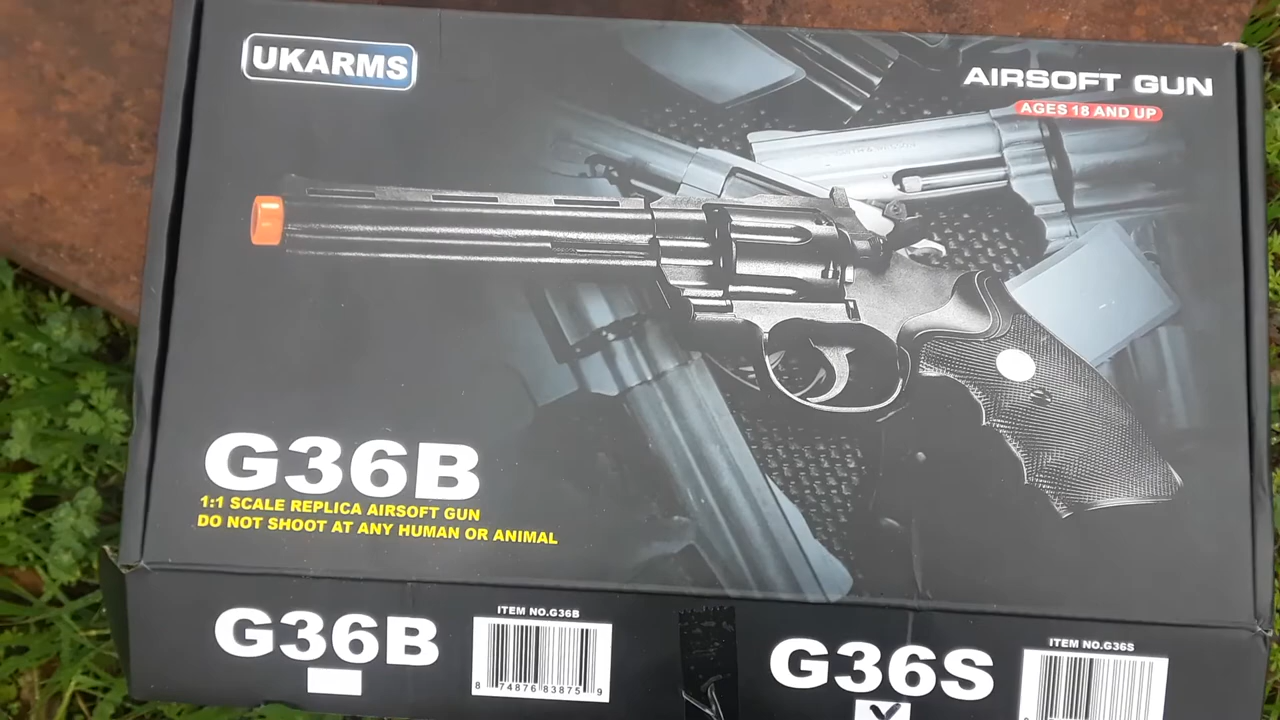 UKARMS
AIRSOFT GUN
AGES 18 AND UP
G36B
1:1 SCALE REPLICA AIRSOFT GUN
DO NOT SHOOT AT ANY HUMAN OR ANIMAL
G36B
ITEM NO.G36B
8 74876 83875 9
G36S
ITEM NO.G36S